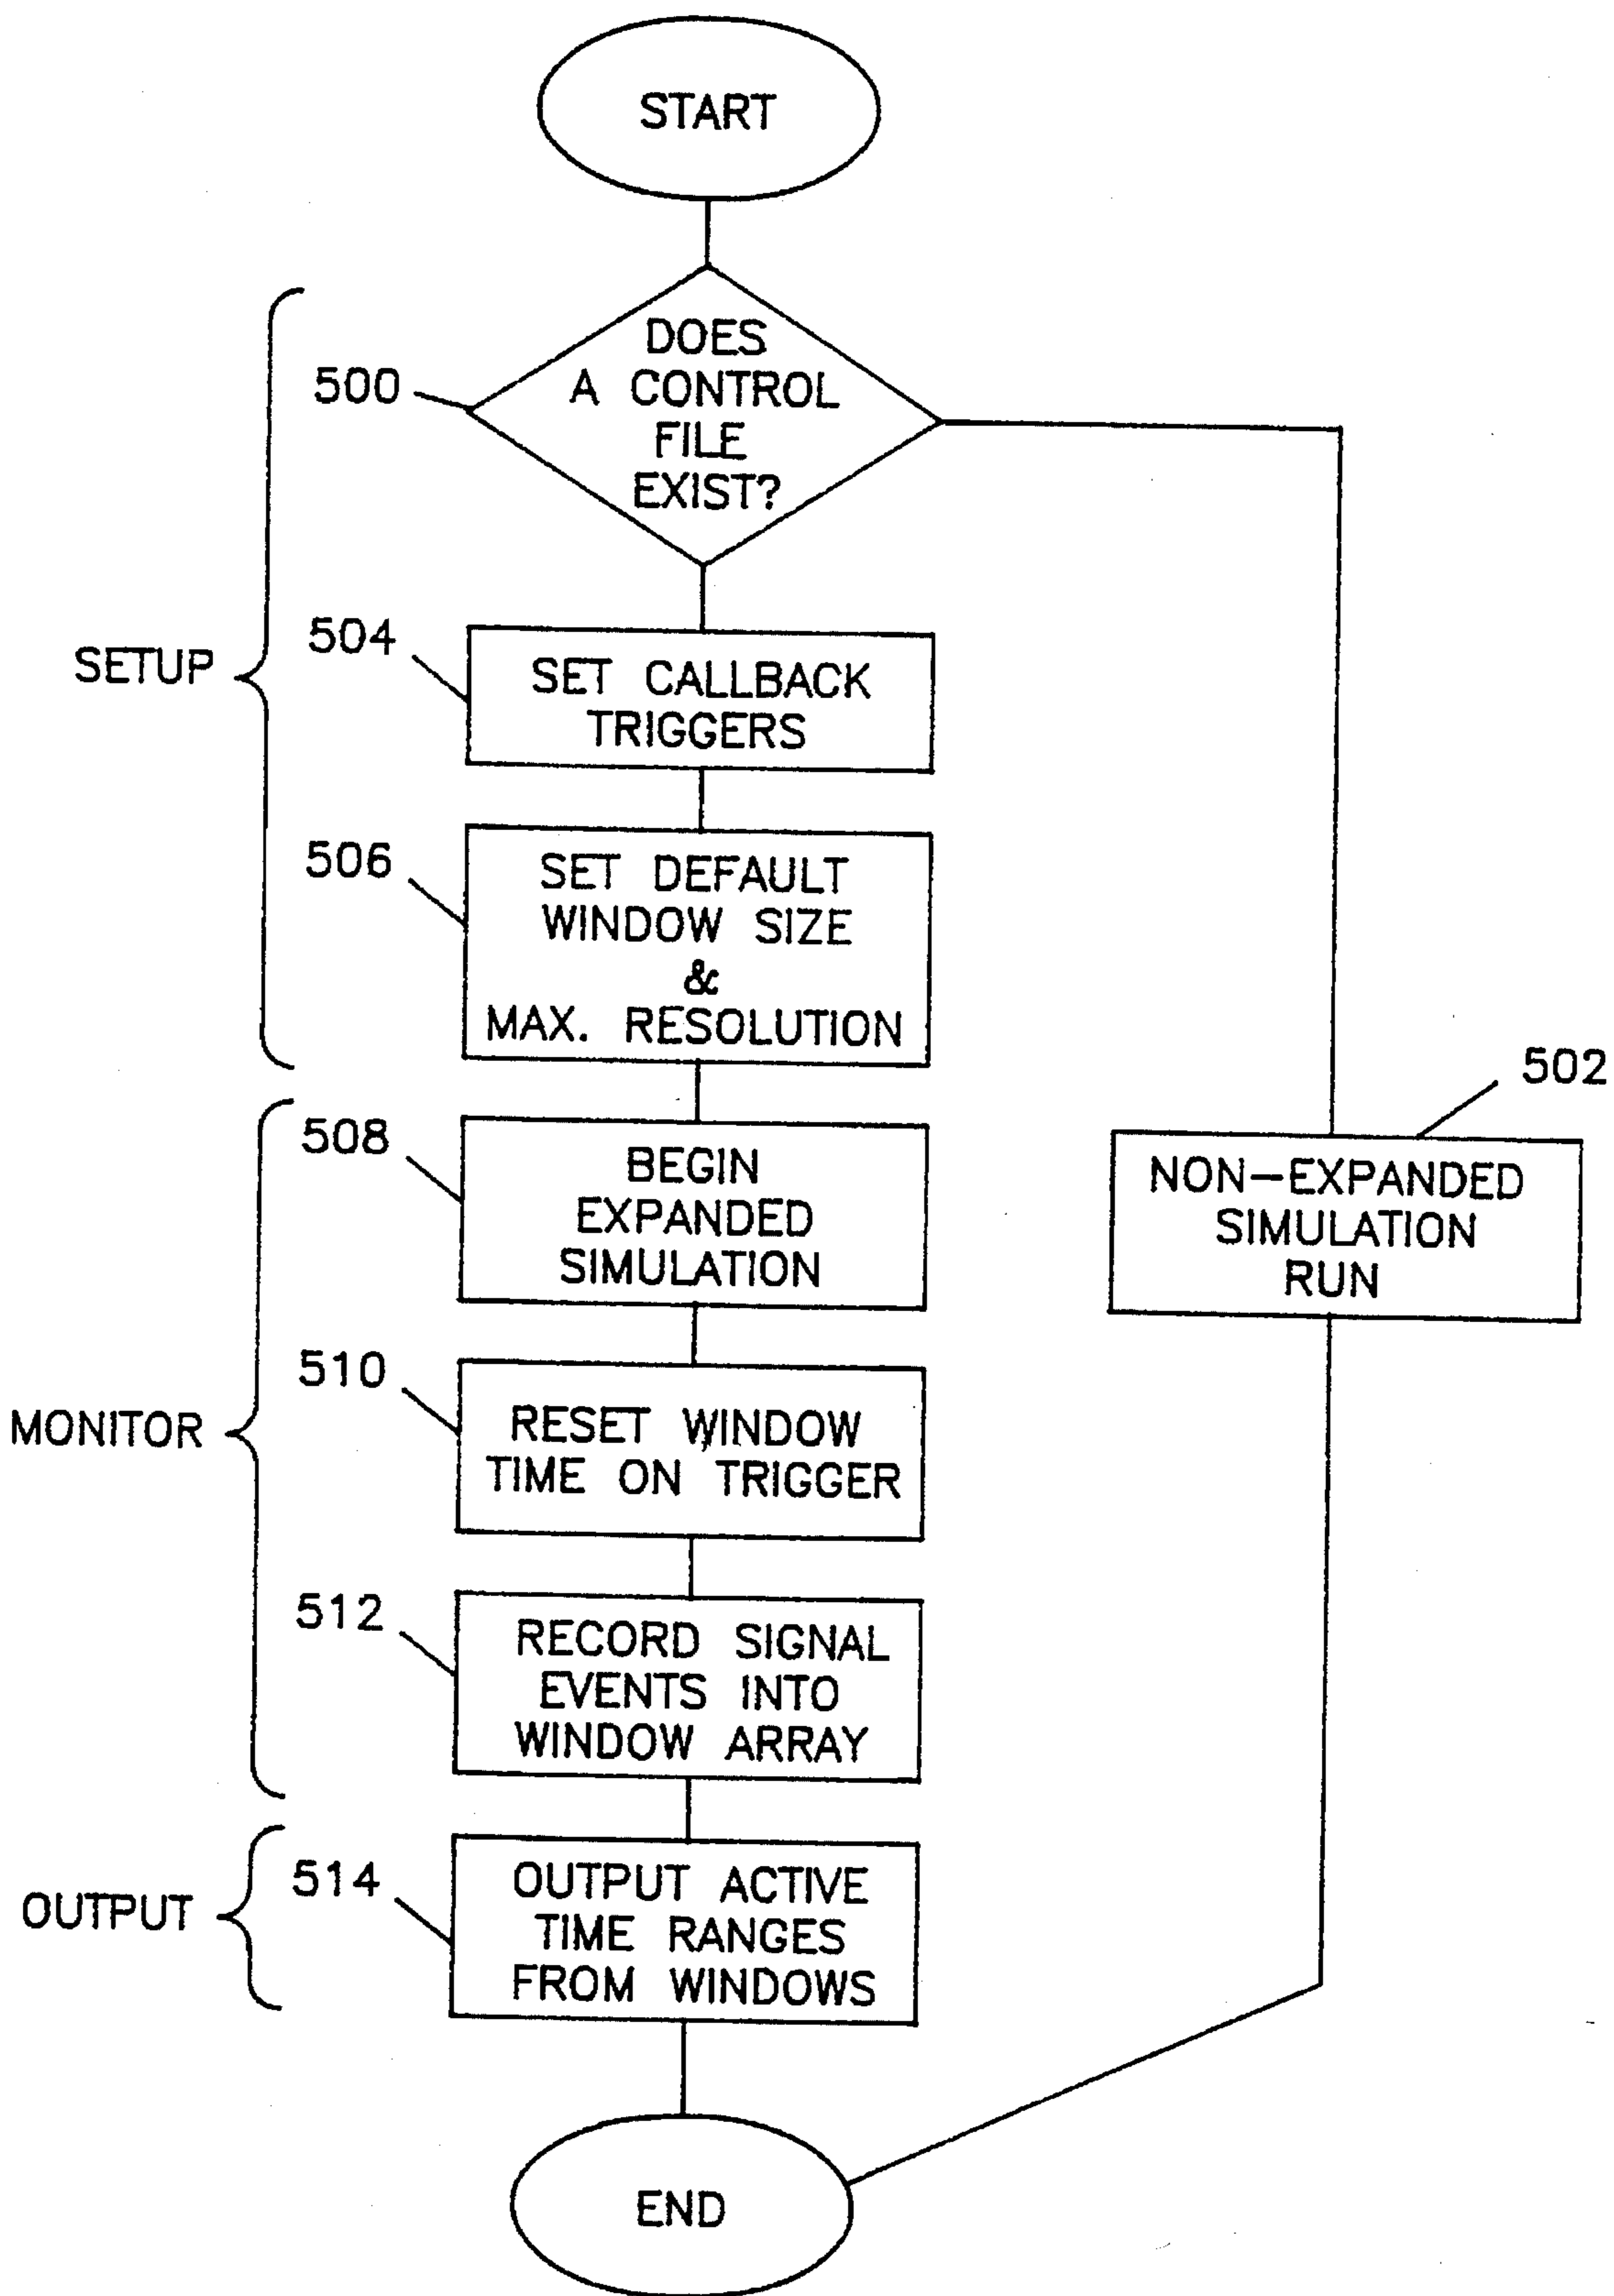 START
DOES
A CONTROL
FILE
EXIST?
500
SETUP
504
SET CALLBACK
TRIGGERS
506
SET DEFAULT
WINDOW SIZE
&
MAX. RESOLUTION
502
NON-EXPANDED
SIMULATION
RUN
MONITOR
508
BEGIN
EXPANDED
SIMULATION
510
RESET WINDOW
TIME ON TRIGGER
512
RECORD SIGNAL
EVENTS INTO
WINDOW ARRAY
OUTPUT
514
OUTPUT ACTIVE
TIME RANGES
FROM WINDOWS
END